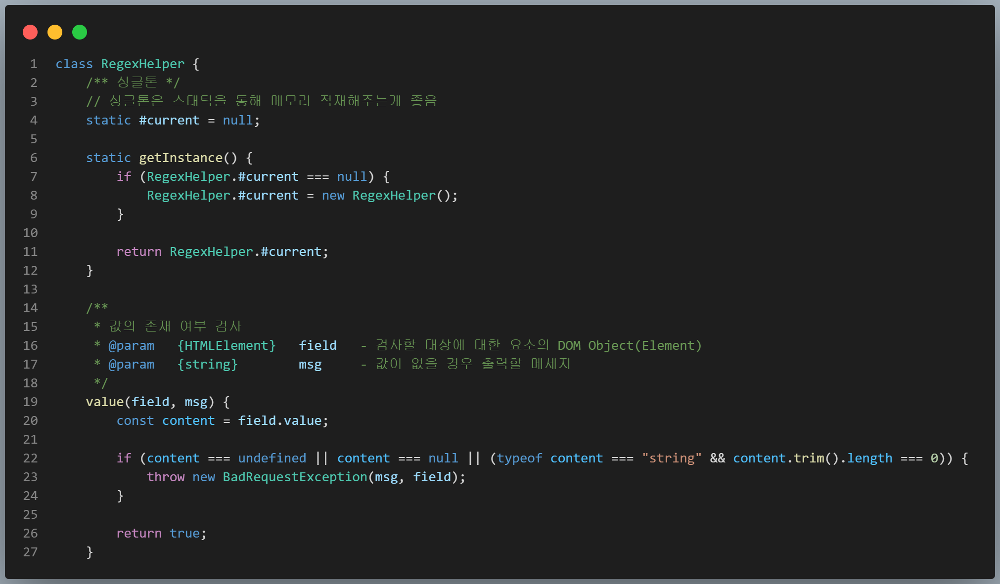 1 class RegexHelper {
2     /** 싱글톤 */
3     // 싱글톤은 스태틱을 통해 메모리 적재해주는게 좋음
4     static #current = null;
5
6     static getInstance() {
7         if (RegexHelper.#current === null) {
8             RegexHelper.#current = new RegexHelper();
9         }
10
11         return RegexHelper.#current;
12     }
13
14     /**
15      * 값의 존재 여부 검사
16      * @param   {HTMLElement}   field   - 검사할 대상에 대한 요소의 DOM Object(Element)
17      * @param   {string}        msg     - 값이 없을 경우 출력할 메세지
18      */
19     value(field, msg) {
20         const content = field.value;
21
22         if (content === undefined || content === null || (typeof content === "string" && content.trim().length === 0)) {
23             throw new BadRequestException(msg, field);
24         }
25
26         return true;
27     }